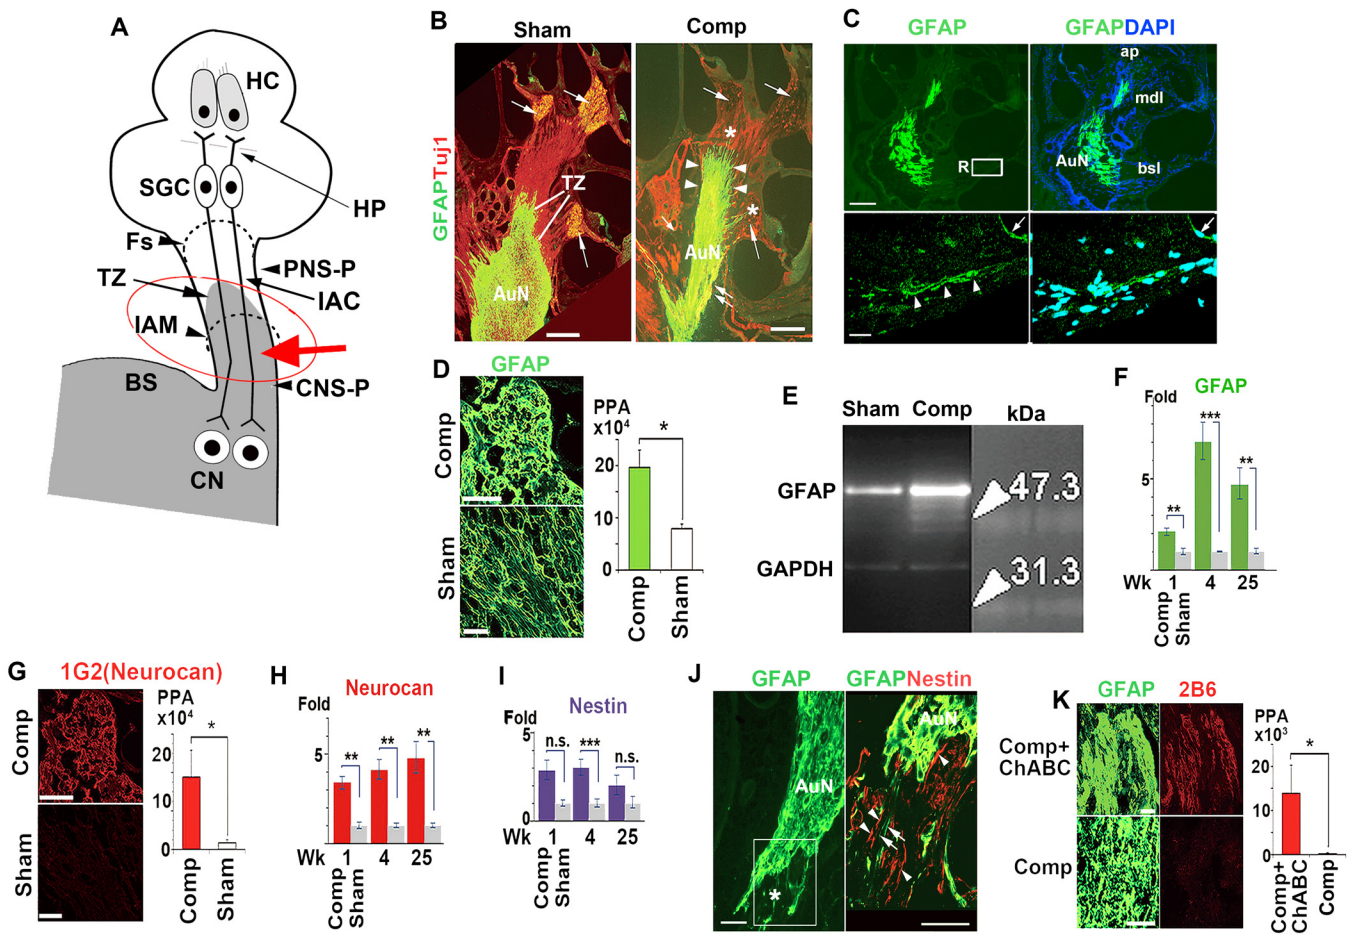 A
HC
SGC
HP
Fs
PNS-P
TZ
IAC
IAM
BS
CNS-P
CN
B
Sham
Comp
GFAPTuj1
TZ
AuN
*
*
AuN
C
GFAP
GFAPDAPI
ap
mdl
AuN
bsl
R
D
GFAP
Comp
Sham
PPA
x10⁴
*
20
10
0
Comp
Sham
E
Sham
Comp
kDa
GFAP
47.3
GAPDH
31.3
F
Fold
GFAP
5
**
***
**
Wk
1
4
25
Comp
Sham
G
1G2(Neurocan)
Comp
Sham
PPA
x10⁴
*
20
10
0
Comp
Sham
H
Neurocan
Fold
5
**
**
**
Wk
1
4
25
Comp
Sham
I
Nestin
Fold
5
0
n.s.
***
n.s.
Wk
1
4
25
Comp
Sham
J
GFAP
GFAPNestin
AuN
*
AuN
K
GFAP
2B6
Comp+
ChABC
Comp
PPA
x10³
*
20
10
0
Comp+
ChABC
Comp